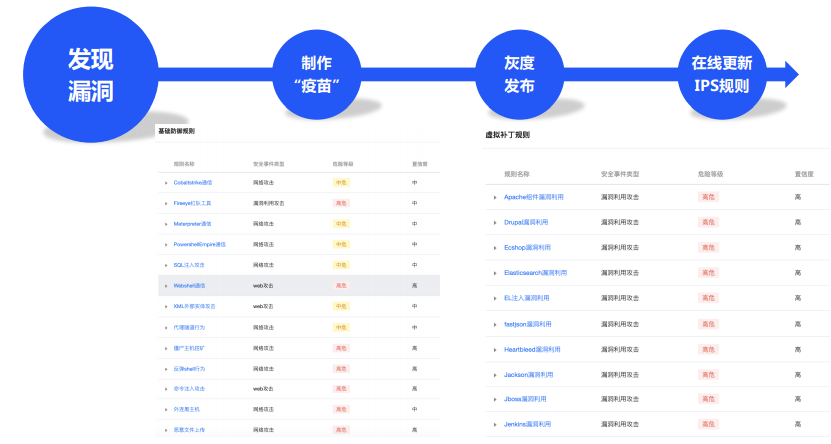 发现
漏洞
制作
“疫苗”
灰度
发布
在线更新
IPS规则
基础防御规则
规则名称 安全事件类型 危险等级 置信度
Cobaltstrike通信 网络攻击 中危 中
Fireeye红队工具 漏洞利用攻击 高危 中
Meterpreter通信 网络攻击 中危 中
PowershellEmpire通信 网络攻击 中危 中
SQL注入攻击 网络攻击 中危 中
Webshell通信 web攻击 高危 高
XML外部实体攻击 web攻击 中危 中
代理隧道行为 网络攻击 中危 中
僵尸主机挖矿 网络攻击 高危 高
反弹shell行为 网络攻击 高危 高
命令注入攻击 web攻击 高危 高
外连黑主机 网络攻击 高危 中
恶意文件上传 网络攻击 高危 高
虚拟补丁规则
规则名称 安全事件类型 危险等级 置信度
Apache组件漏洞利用 漏洞利用攻击 高危 高
Drupal漏洞利用 漏洞利用攻击 高危 高
Ecshop漏洞利用 漏洞利用攻击 高危 高
Elasticsearch漏洞利用 漏洞利用攻击 高危 高
EL注入漏洞利用 漏洞利用攻击 高危 高
fastjson漏洞利用 漏洞利用攻击 高危 高
Heartbleed漏洞利用 漏洞利用攻击 高危 高
Jackson漏洞利用 漏洞利用攻击 高危 高
Jboss漏洞利用 漏洞利用攻击 高危 高
Jenkins漏洞利用 漏洞利用攻击 高危 高